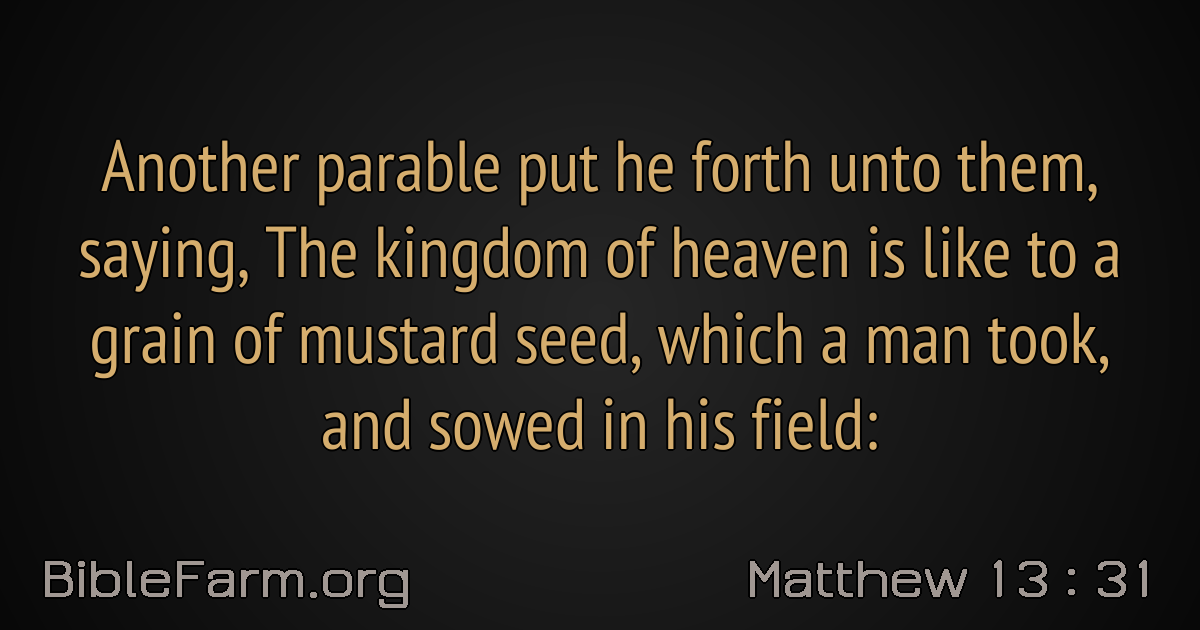 Another parable put he forth unto them,
saying, The kingdom of heaven is like to a
grain of mustard seed, which a man took,
and sowed in his field:
BibleFarm.org
Matthew 13 : 31